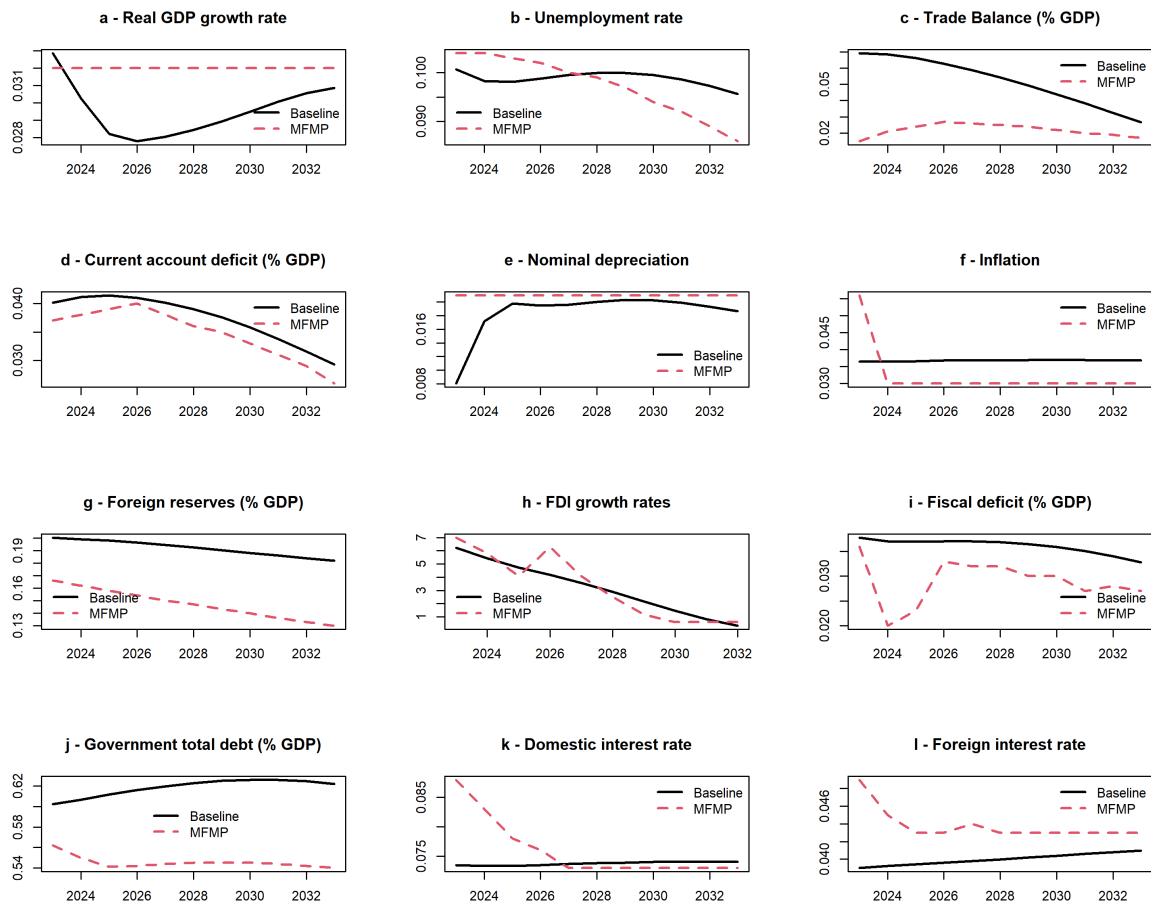 a - Real GDP growth rate
0.031
0.028
Baseline
MFMP
2024 2026 2028 2030 2032
b - Unemployment rate
0.100
0.090
Baseline
MFMP
2024 2026 2028 2030 2032
c - Trade Balance (% GDP)
0.05
0.02
Baseline
MFMP
2024 2026 2028 2030 2032
d - Current account deficit (% GDP)
0.040
0.030
Baseline
MFMP
2024 2026 2028 2030 2032
e - Nominal depreciation
0.016
0.008
Baseline
MFMP
2024 2026 2028 2030 2032
f - Inflation
0.045
0.030
Baseline
MFMP
2024 2026 2028 2030 2032
g - Foreign reserves (% GDP)
0.19
0.16
0.13
Baseline
MFMP
2024 2026 2028 2030 2032
h - FDI growth rates
7
5
3
1
Baseline
MFMP
2024 2026 2028 2030 2032
i - Fiscal deficit (% GDP)
0.030
0.020
Baseline
MFMP
2024 2026 2028 2030 2032
j - Government total debt (% GDP)
0.62
0.58
0.54
Baseline
MFMP
2024 2026 2028 2030 2032
k - Domestic interest rate
0.085
0.075
Baseline
MFMP
2024 2026 2028 2030 2032
l - Foreign interest rate
0.046
0.040
Baseline
MFMP
2024 2026 2028 2030 2032